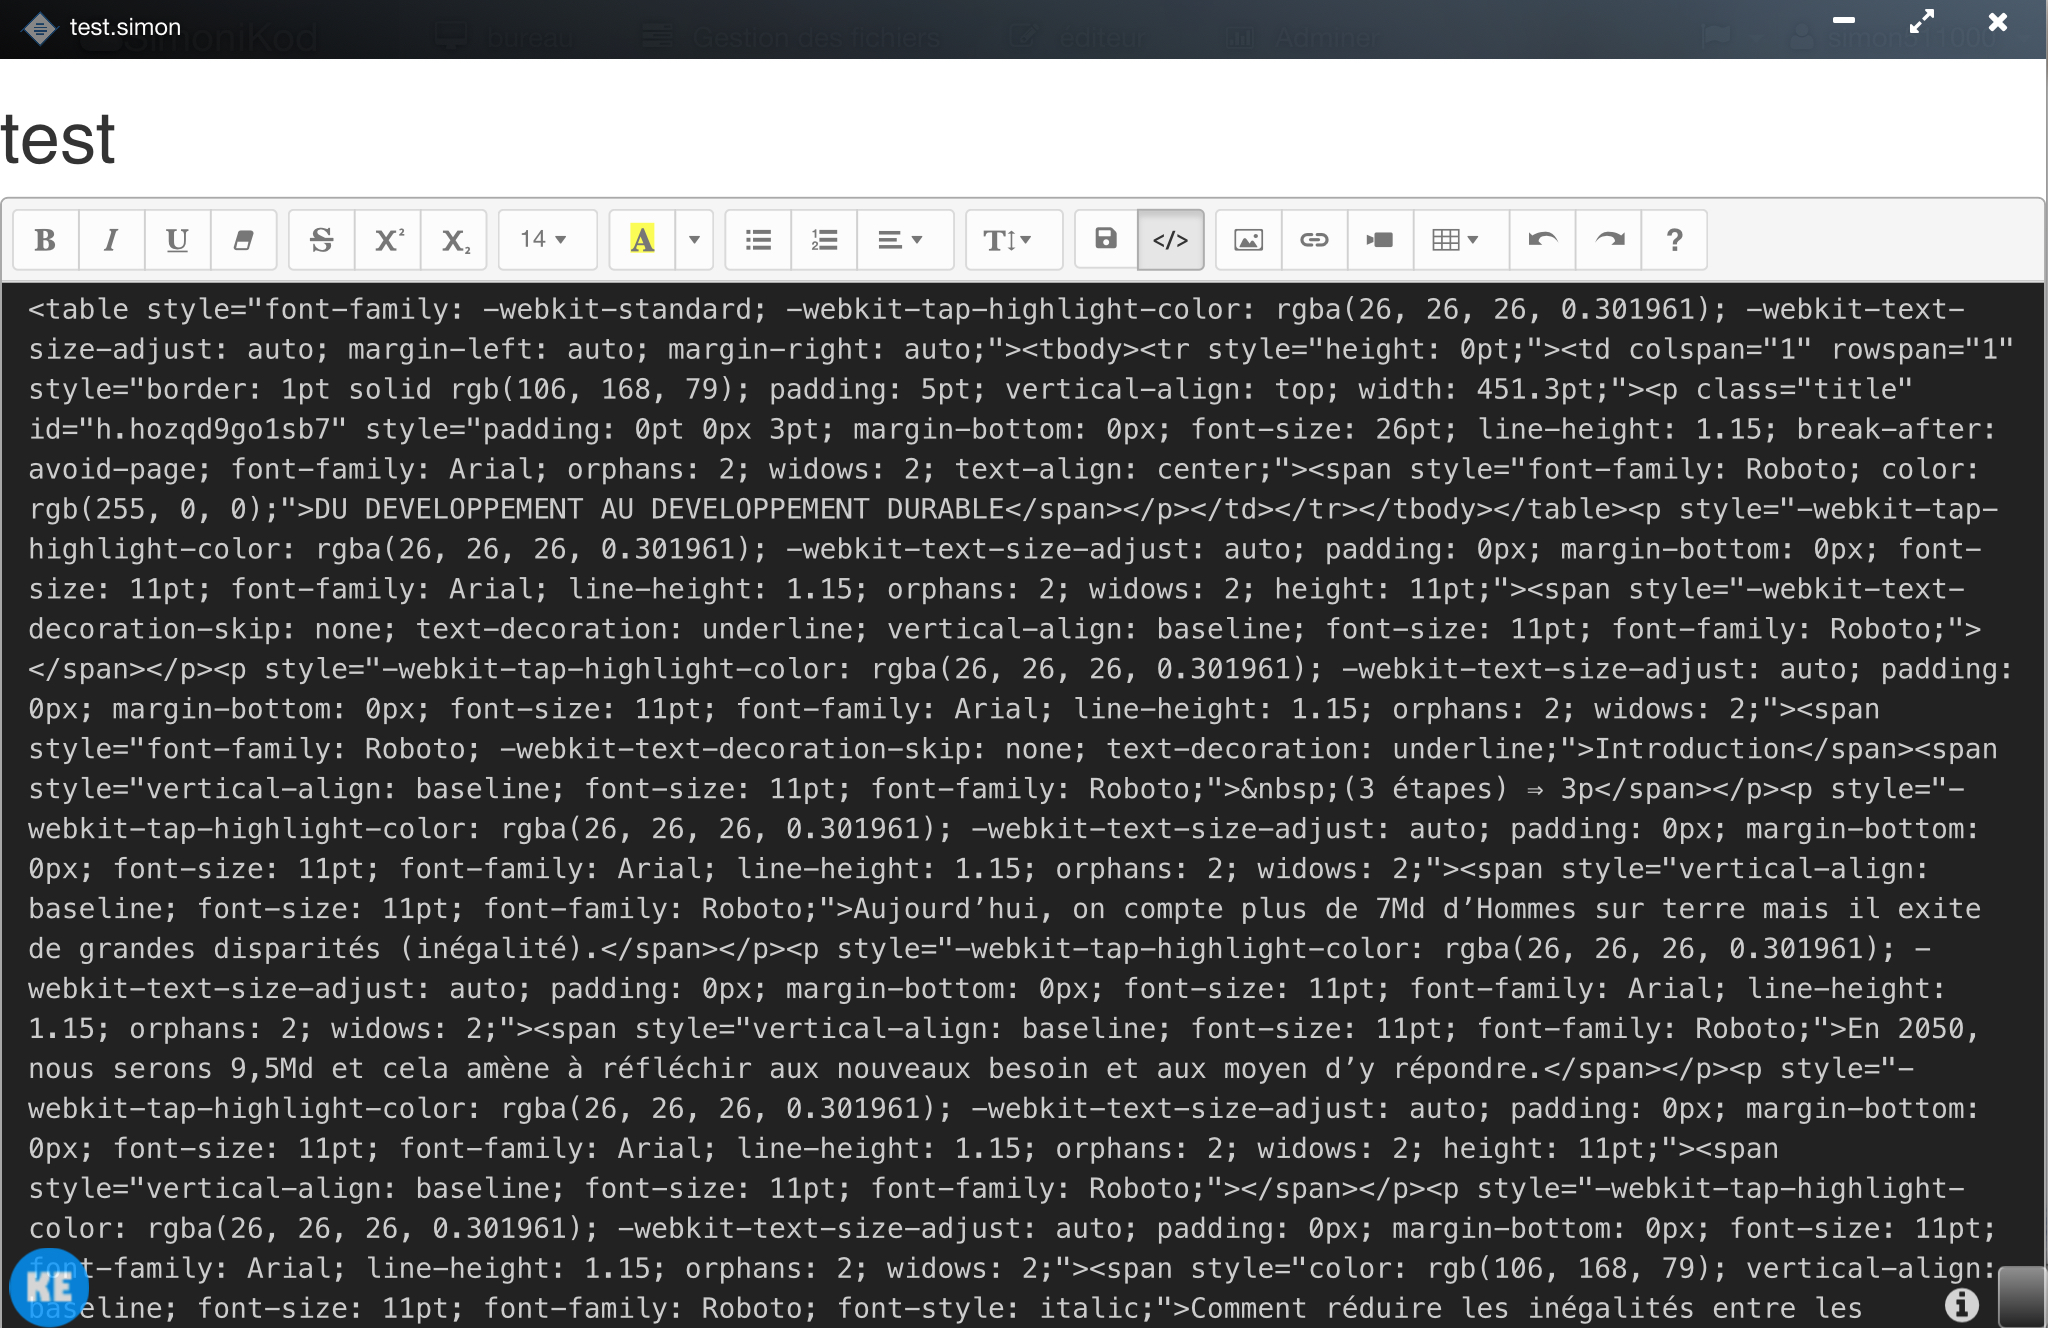 test.simon
SimoniKod bureau Gestion des fichiers éditeur Adminer
test
B I U S X² X₂ 14 A T </> ?
<table style="font-family: -webkit-standard; -webkit-tap-highlight-color: rgba(26, 26, 26, 0.301961); -webkit-text-
size-adjust: auto; margin-left: auto; margin-right: auto;"><tbody><tr style="height: 0pt;"><td colspan="1" rowspan="1"
style="border: 1pt solid rgb(106, 168, 79); padding: 5pt; vertical-align: top; width: 451.3pt;"><p class="title"
id="h.hozqd9go1sb7" style="padding: 0pt 0px 3pt; margin-bottom: 0px; font-size: 26pt; line-height: 1.15; break-after:
avoid-page; font-family: Arial; orphans: 2; widows: 2; text-align: center;"><span style="font-family: Roboto; color:
rgb(255, 0, 0);">DU DEVELOPPEMENT AU DEVELOPPEMENT DURABLE</span></p></td></tr></tbody></table><p style="-webkit-tap-
highlight-color: rgba(26, 26, 26, 0.301961); -webkit-text-size-adjust: auto; padding: 0px; margin-bottom: 0px; font-
size: 11pt; font-family: Arial; line-height: 1.15; orphans: 2; widows: 2; height: 11pt;"><span style="-webkit-text-
decoration-skip: none; text-decoration: underline; vertical-align: baseline; font-size: 11pt; font-family: Roboto;">
</span></p><p style="-webkit-tap-highlight-color: rgba(26, 26, 26, 0.301961); -webkit-text-size-adjust: auto; padding:
0px; margin-bottom: 0px; font-size: 11pt; font-family: Arial; line-height: 1.15; orphans: 2; widows: 2;"><span
style="font-family: Roboto; -webkit-text-decoration-skip: none; text-decoration: underline;">Introduction</span><span
style="vertical-align: baseline; font-size: 11pt; font-family: Roboto;">&nbsp;(3 étapes) ⇒ 3p</span></p><p style="-
webkit-tap-highlight-color: rgba(26, 26, 26, 0.301961); -webkit-text-size-adjust: auto; padding: 0px; margin-bottom:
0px; font-size: 11pt; font-family: Arial; line-height: 1.15; orphans: 2; widows: 2;"><span style="vertical-align:
baseline; font-size: 11pt; font-family: Roboto;">Aujourd’hui, on compte plus de 7Md d’Hommes sur terre mais il exite
de grandes disparités (inégalité).</span></p><p style="-webkit-tap-highlight-color: rgba(26, 26, 26, 0.301961); -
webkit-text-size-adjust: auto; padding: 0px; margin-bottom: 0px; font-size: 11pt; font-family: Arial; line-height:
1.15; orphans: 2; widows: 2;"><span style="vertical-align: baseline; font-size: 11pt; font-family: Roboto;">En 2050,
nous serons 9,5Md et cela amène à réfléchir aux nouveaux besoin et aux moyen d’y répondre.</span></p><p style="-
webkit-tap-highlight-color: rgba(26, 26, 26, 0.301961); -webkit-text-size-adjust: auto; padding: 0px; margin-bottom:
0px; font-size: 11pt; font-family: Arial; line-height: 1.15; orphans: 2; widows: 2; height: 11pt;"><span
style="vertical-align: baseline; font-size: 11pt; font-family: Roboto;"></span></p><p style="-webkit-tap-highlight-
color: rgba(26, 26, 26, 0.301961); -webkit-text-size-adjust: auto; padding: 0px; margin-bottom: 0px; font-size: 11pt;
font-family: Arial; line-height: 1.15; orphans: 2; widows: 2;"><span style="color: rgb(106, 168, 79); vertical-align:
baseline; font-size: 11pt; font-family: Roboto; font-style: italic;">Comment réduire les inégalités entre les
KE